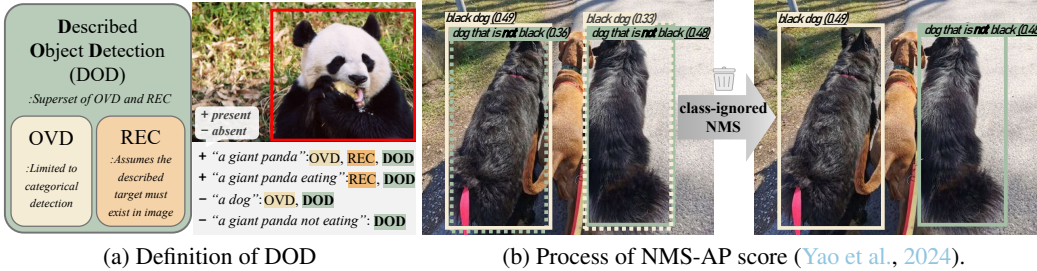 Described
Object Detection
(DOD)
:Superset of OVD and REC
OVD
:Limited to
categorical
detection
REC
:Assumes the
described
target must
exist in image
+ present
− absent
+ “a giant panda”:OVD, REC, DOD
+ “a giant panda eating”:REC, DOD
− “a dog”:OVD, DOD
− “a giant panda not eating”: DOD
(a) Definition of DOD
black dog (0.49)
dog that is not black (0.36)
black dog (0.33)
dog that is not black (0.48)
class-ignored
NMS
black dog (0.49)
dog that is not black (0.48)
(b) Process of NMS-AP score (Yao et al., 2024).